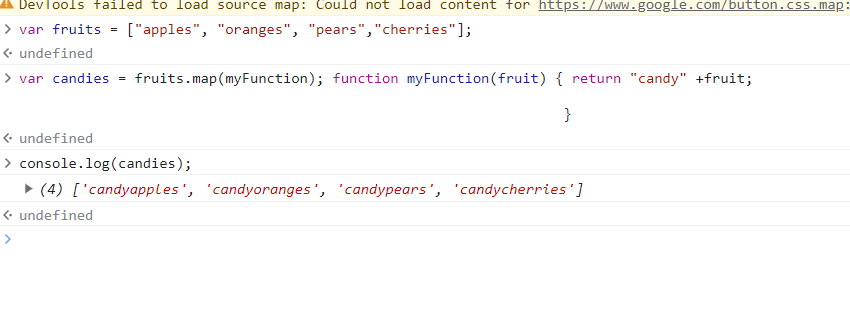 DevTools failed to load source map: Could not load content for https://www.google.com/button.css.map:
> var fruits = ["apples", "oranges", "pears","cherries"];
undefined
> var candies = fruits.map(myFunction); function myFunction(fruit) { return "candy" +fruit;
}
undefined
> console.log(candies);
(4) ['candyapples', 'candyoranges', 'candypears', 'candycherries']
undefined
>